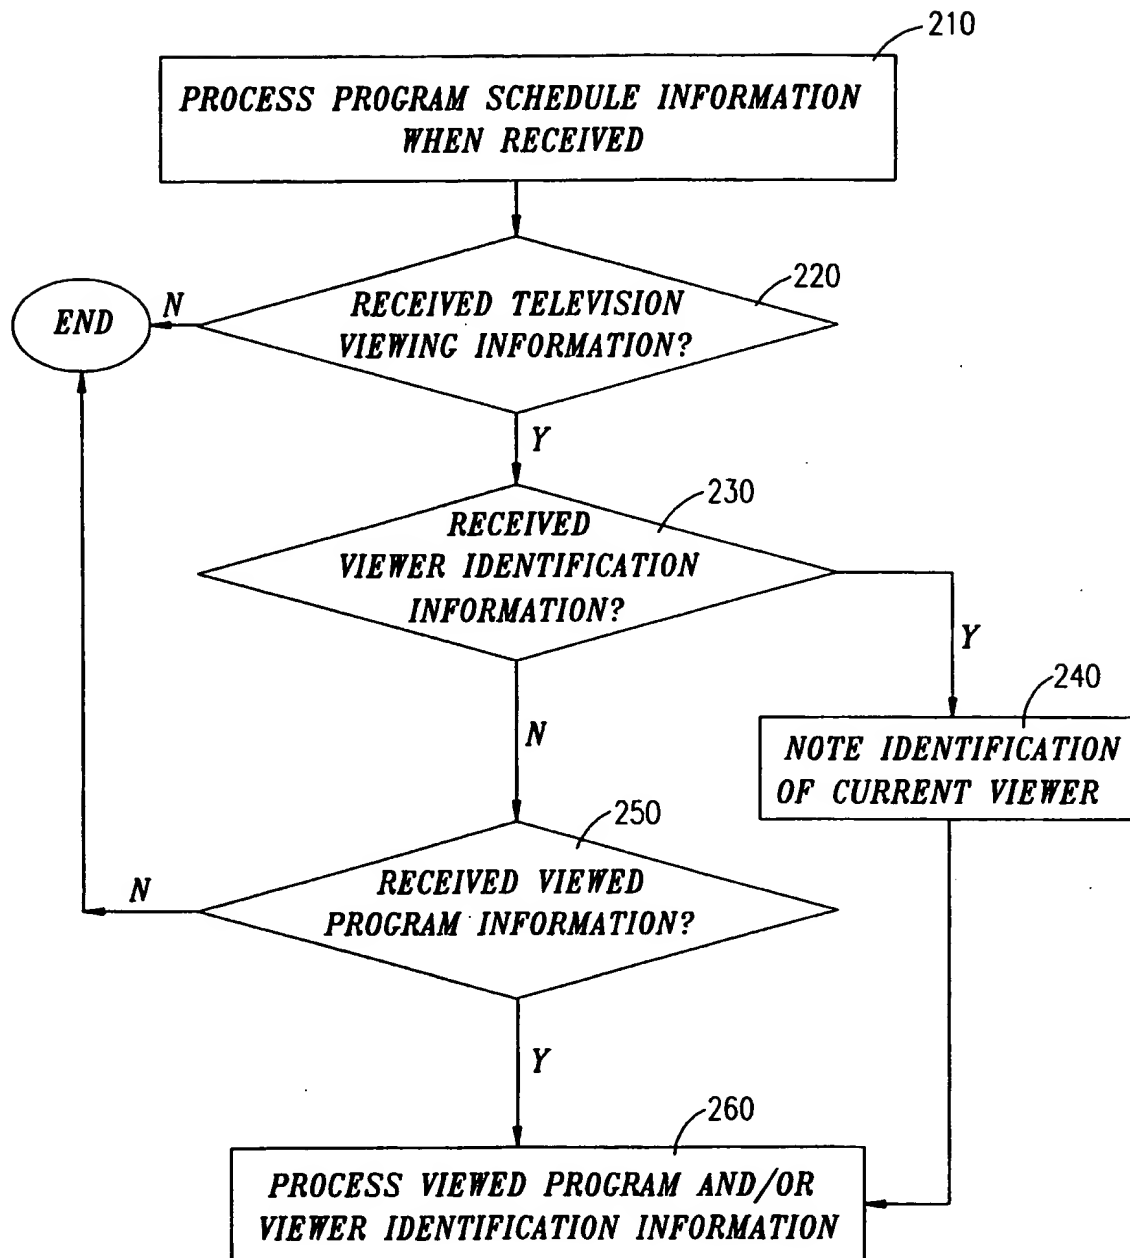 210
PROCESS PROGRAM SCHEDULE INFORMATION
WHEN RECEIVED
220
RECEIVED TELEVISION
VIEWING INFORMATION?
N
END
Y
230
RECEIVED
VIEWER IDENTIFICATION
INFORMATION?
Y
240
NOTE IDENTIFICATION
OF CURRENT VIEWER
N
250
RECEIVED VIEWED
PROGRAM INFORMATION?
N
Y
260
PROCESS VIEWED PROGRAM AND/OR
VIEWER IDENTIFICATION INFORMATION